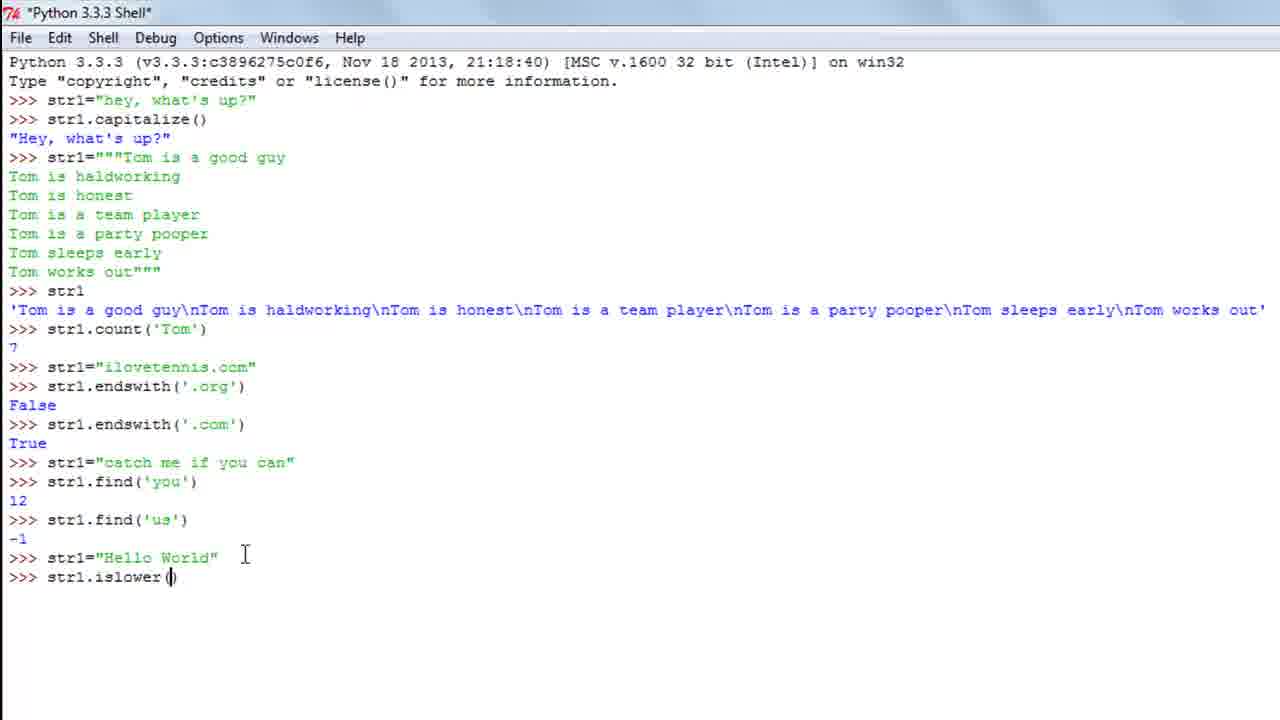 *Python 3.3.3 Shell*
File Edit Shell Debug Options Windows Help
Python 3.3.3 (v3.3.3:c3896275c0f6, Nov 18 2013, 21:18:40) [MSC v.1600 32 bit (Intel)] on win32
Type "copyright", "credits" or "license()" for more information.
>>> str1="hey, what's up?"
>>> str1.capitalize()
"Hey, what's up?"
>>> str1="""Tom is a good guy
Tom is haldworking
Tom is honest
Tom is a team player
Tom is a party pooper
Tom sleeps early
Tom works out"""
>>> str1
'Tom is a good guy\nTom is haldworking\nTom is honest\nTom is a team player\nTom is a party pooper\nTom sleeps early\nTom works out'
>>> str1.count('Tom')
7
>>> str1="ilovetennis.com"
>>> str1.endswith('.org')
False
>>> str1.endswith('.com')
True
>>> str1="catch me if you can"
>>> str1.find('you')
12
>>> str1.find('us')
-1
>>> str1="Hello World"
>>> str1.islower()